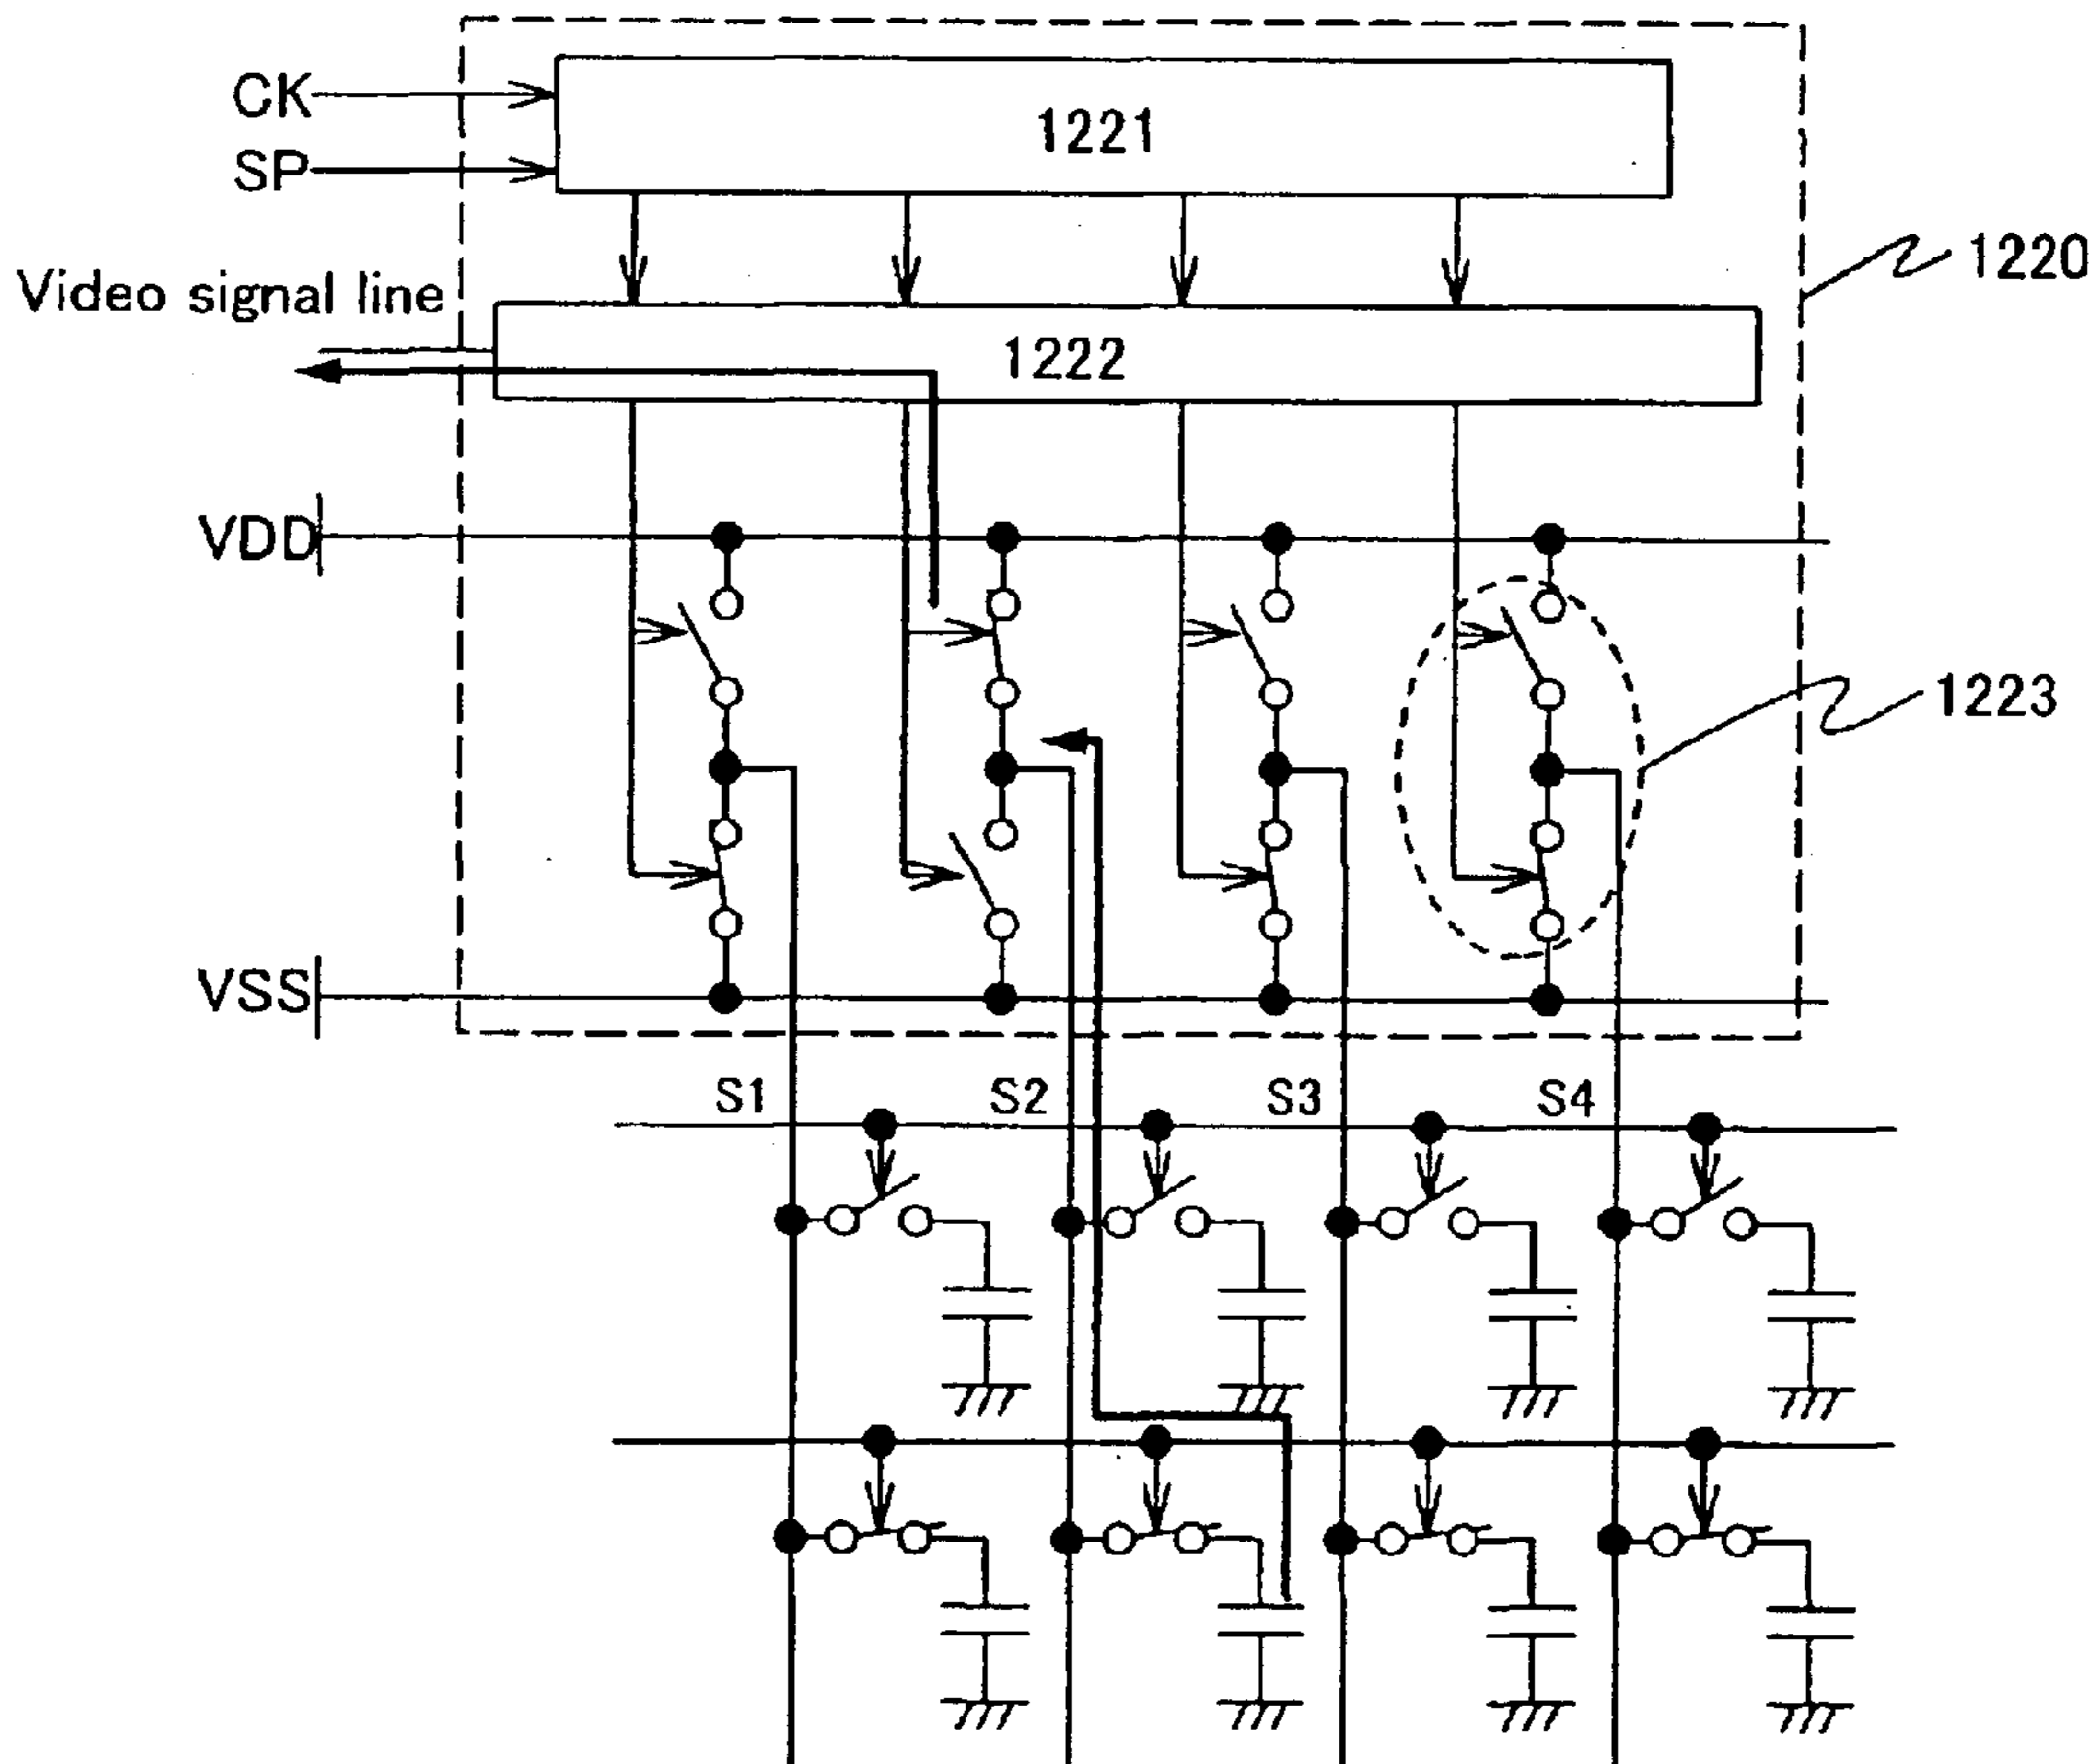 CK
1221
SP
1220
Video signal line
1222
VDD
1223
VSS
S1 S2 S3 S4